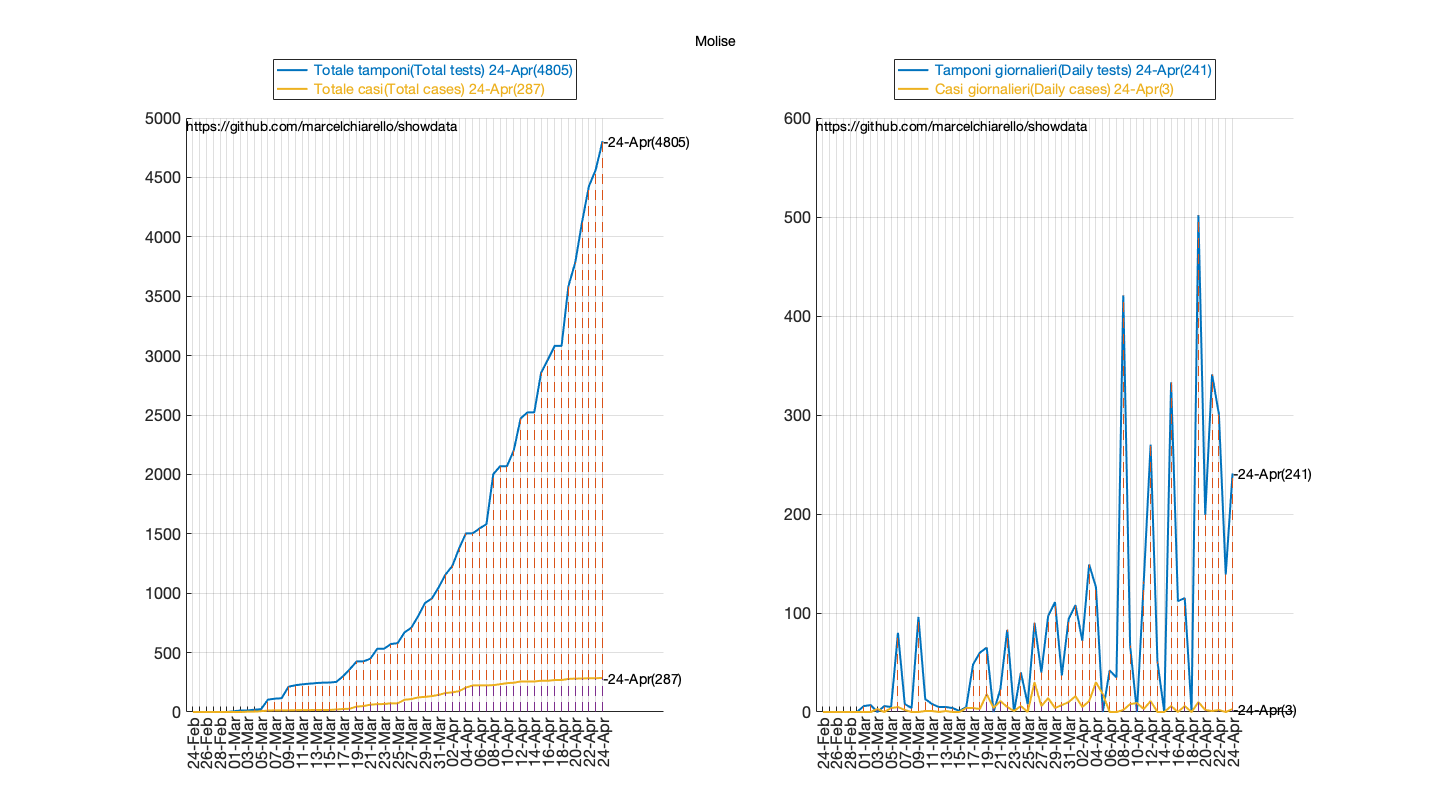 Molise
Totale tamponi(Total tests) 24-Apr(4805)
Totale casi(Total cases) 24-Apr(287)
https://github.com/marcelchiarello/showdata
5000
4500
4000
3500
3000
2500
2000
1500
1000
500
0
-24-Apr(4805)
-24-Apr(287)
24-Feb
26-Feb
28-Feb
01-Mar
03-Mar
05-Mar
07-Mar
09-Mar
11-Mar
13-Mar
15-Mar
17-Mar
19-Mar
21-Mar
23-Mar
25-Mar
27-Mar
29-Mar
31-Mar
02-Apr
04-Apr
06-Apr
08-Apr
10-Apr
12-Apr
14-Apr
16-Apr
18-Apr
20-Apr
22-Apr
24-Apr
Tamponi giornalieri(Daily tests) 24-Apr(241)
Casi giornalieri(Daily cases) 24-Apr(3)
https://github.com/marcelchiarello/showdata
600
500
400
300
200
100
0
-24-Apr(241)
-24-Apr(3)
24-Feb
26-Feb
28-Feb
01-Mar
03-Mar
05-Mar
07-Mar
09-Mar
11-Mar
13-Mar
15-Mar
17-Mar
19-Mar
21-Mar
23-Mar
25-Mar
27-Mar
29-Mar
31-Mar
02-Apr
04-Apr
06-Apr
08-Apr
10-Apr
12-Apr
14-Apr
16-Apr
18-Apr
20-Apr
22-Apr
24-Apr